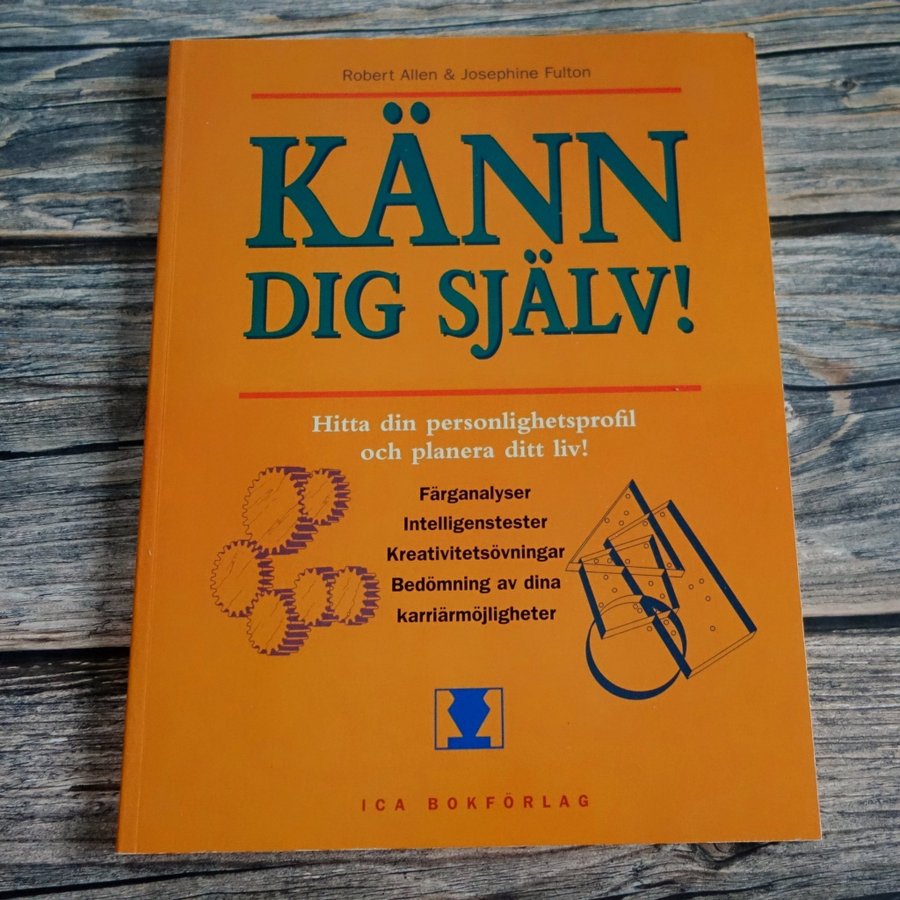 Robert Allen & Josephine Fulton
KÄNN
DIG SJÄLV!
Hitta din personlighetsprofil
och planera ditt liv!
Färganalyser
Intelligenstester
Kreativitetsövningar
Bedömning av dina
karriärmöjligheter
ICA BOKFÖRLAG